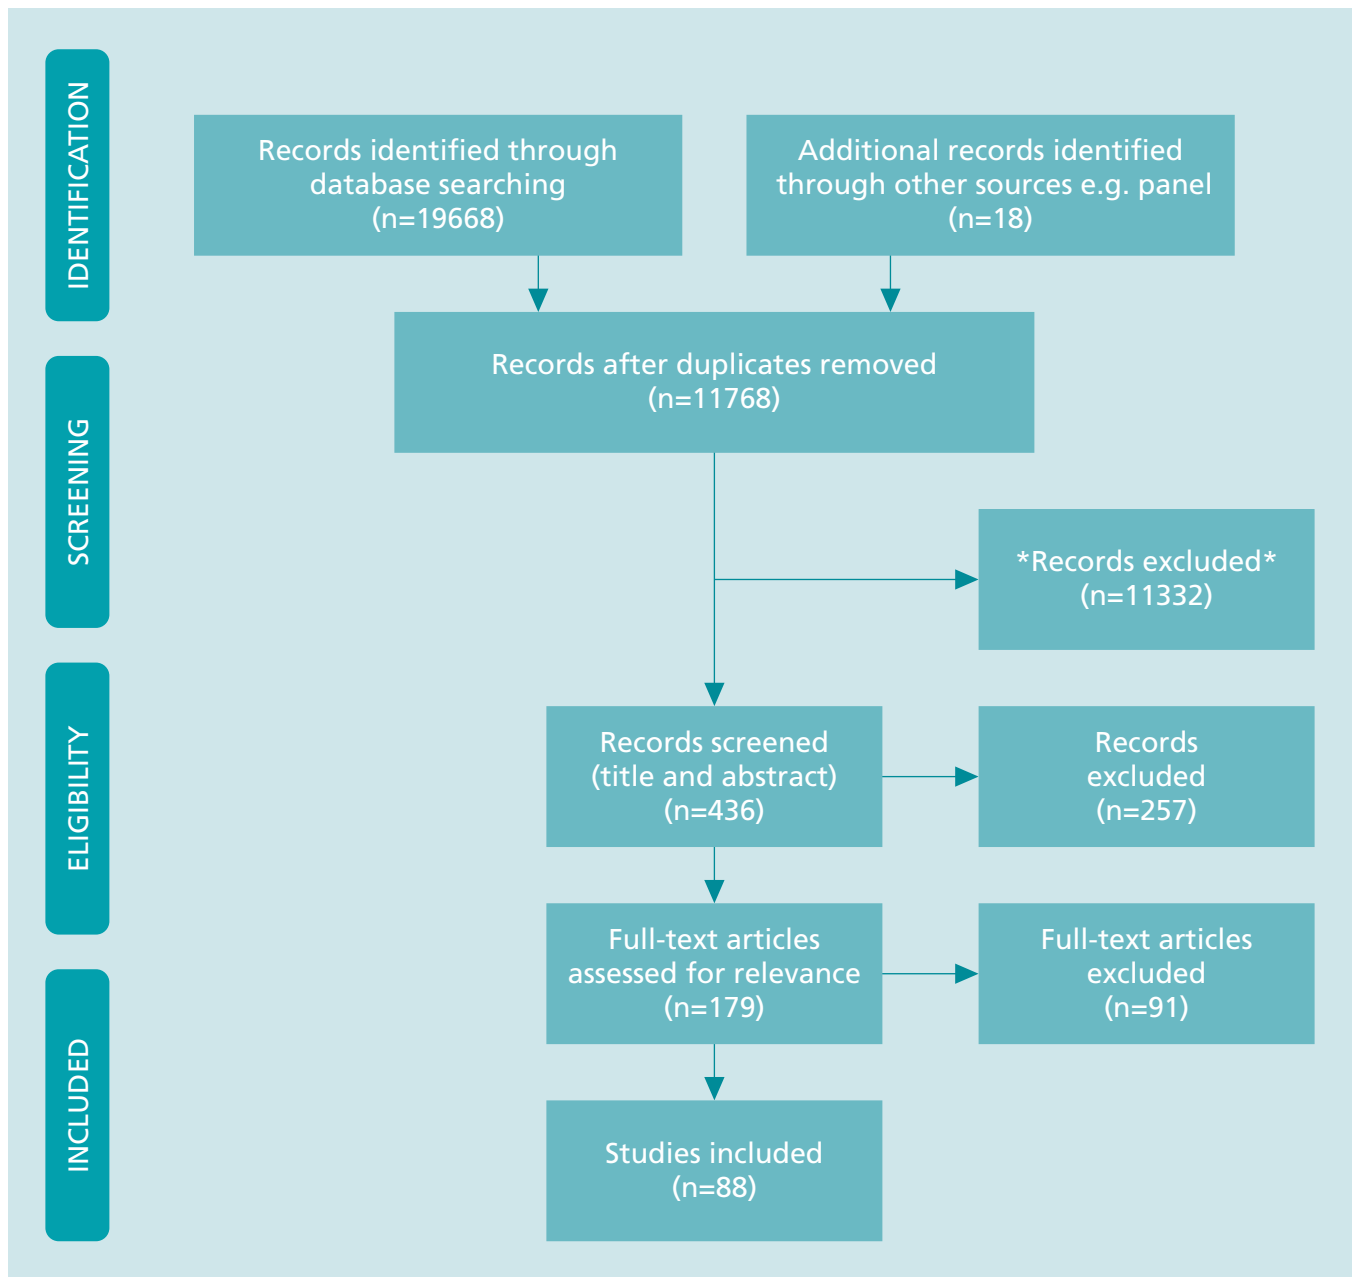 IDENTIFICATION
Records identified through
database searching
(n=19668)
Additional records identified
through other sources e.g. panel
(n=18)
Records after duplicates removed
(n=11768)
SCREENING
*Records excluded*
(n=11332)
ELIGIBILITY
Records screened
(title and abstract)
(n=436)
Records
excluded
(n=257)
Full-text articles
assessed for relevance
(n=179)
Full-text articles
excluded
(n=91)
INCLUDED
Studies included
(n=88)